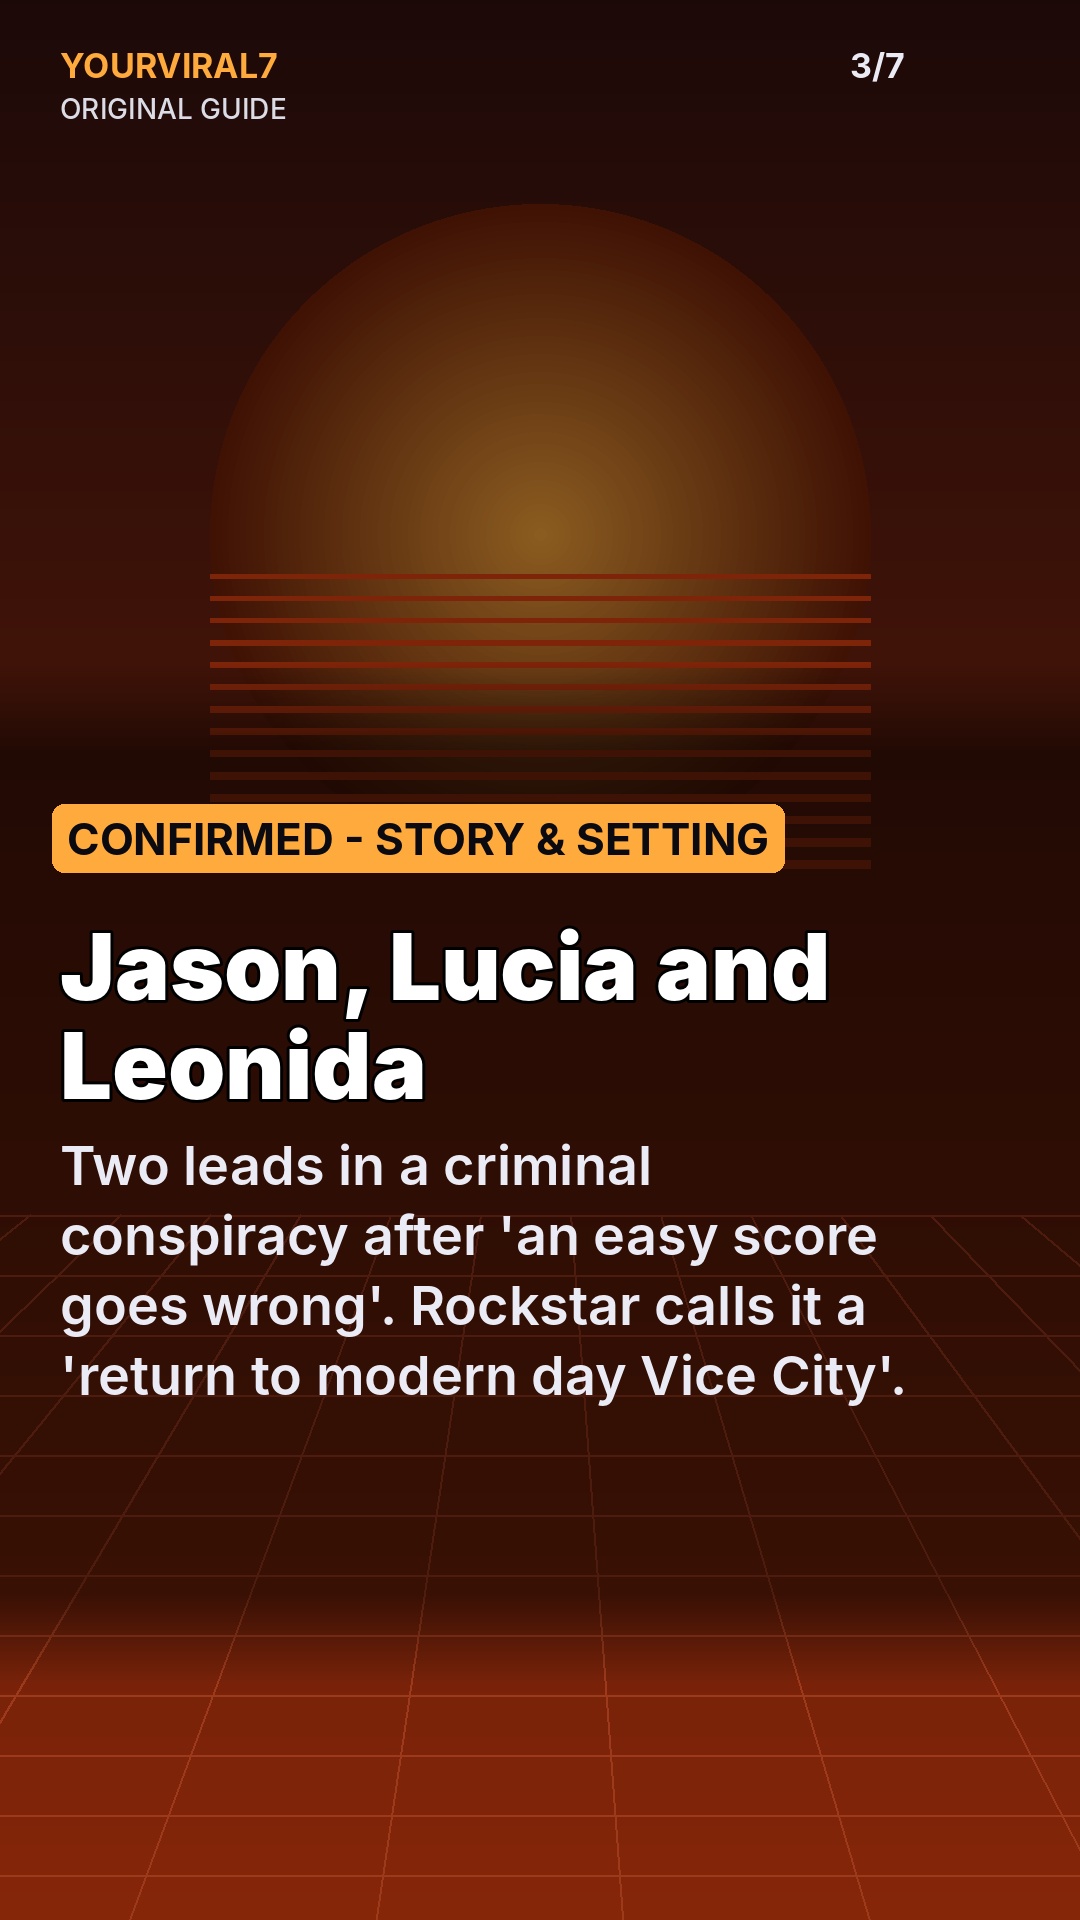 YOURVIRAL7
3/7
ORIGINAL GUIDE
CONFIRMED - STORY & SETTING
Jason, Lucia and
Leonida
Two leads in a criminal
conspiracy after 'an easy score
goes wrong'. Rockstar calls it a
'return to modern day Vice City'.